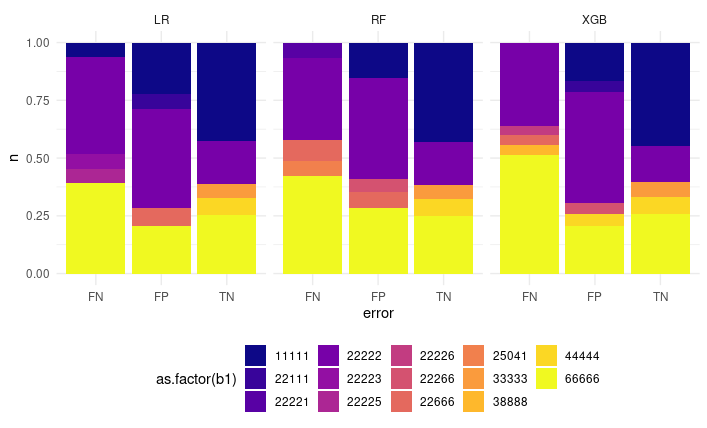 LR RF XGB
1.00
0.75
0.50
0.25
0.00
n
FN FP TN FN FP TN FN FP TN
error
as.factor(b1)
11111 22222 22226 25041 44444
22111 22223 22266 33333 66666
22221 22225 22666 38888